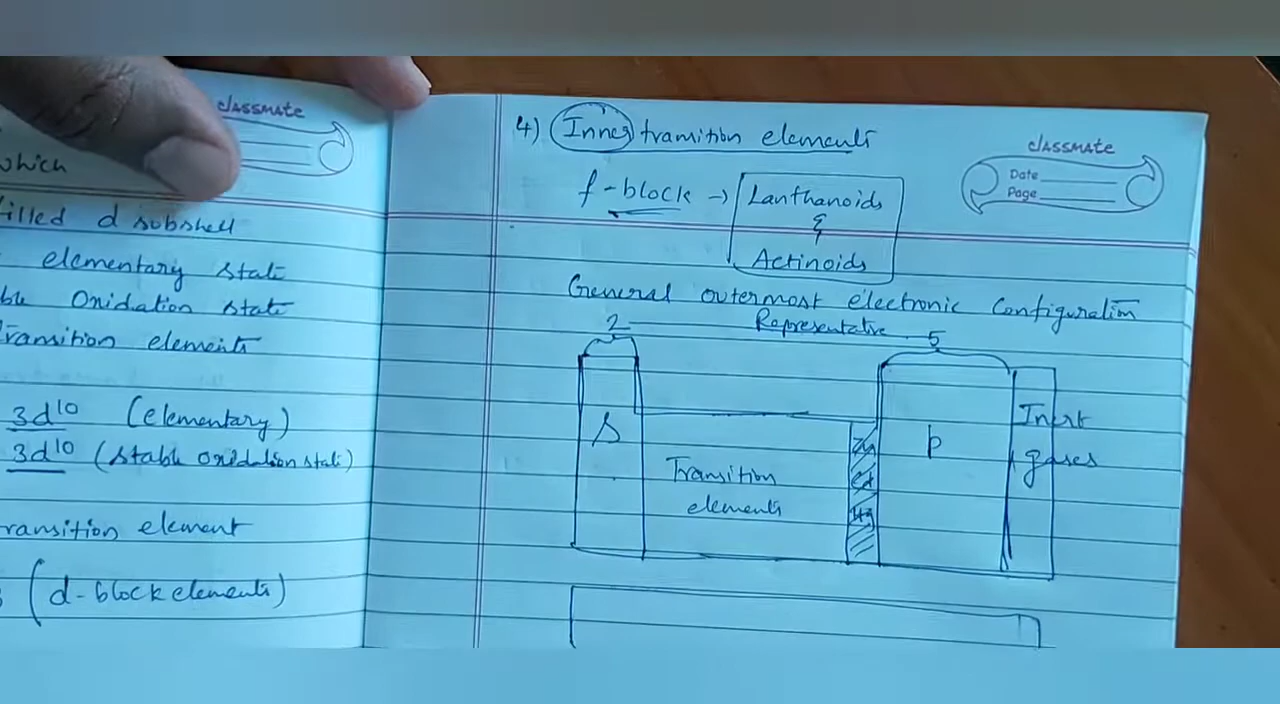 classmate
which
filled d subshell
elementary state
Oxidation state
Transition elements
3d10 (elementary)
3d10 (stable oxidation state)
transition element
(d-block elements)
4) Inner transition elements
classmate
Date
Page
f-block → Lanthanoids
&
Actinoids
General outermost electronic Configuration
2 Representative 5
s
Transition
elements
Zn
Cd
Hg
p
Inert
gases